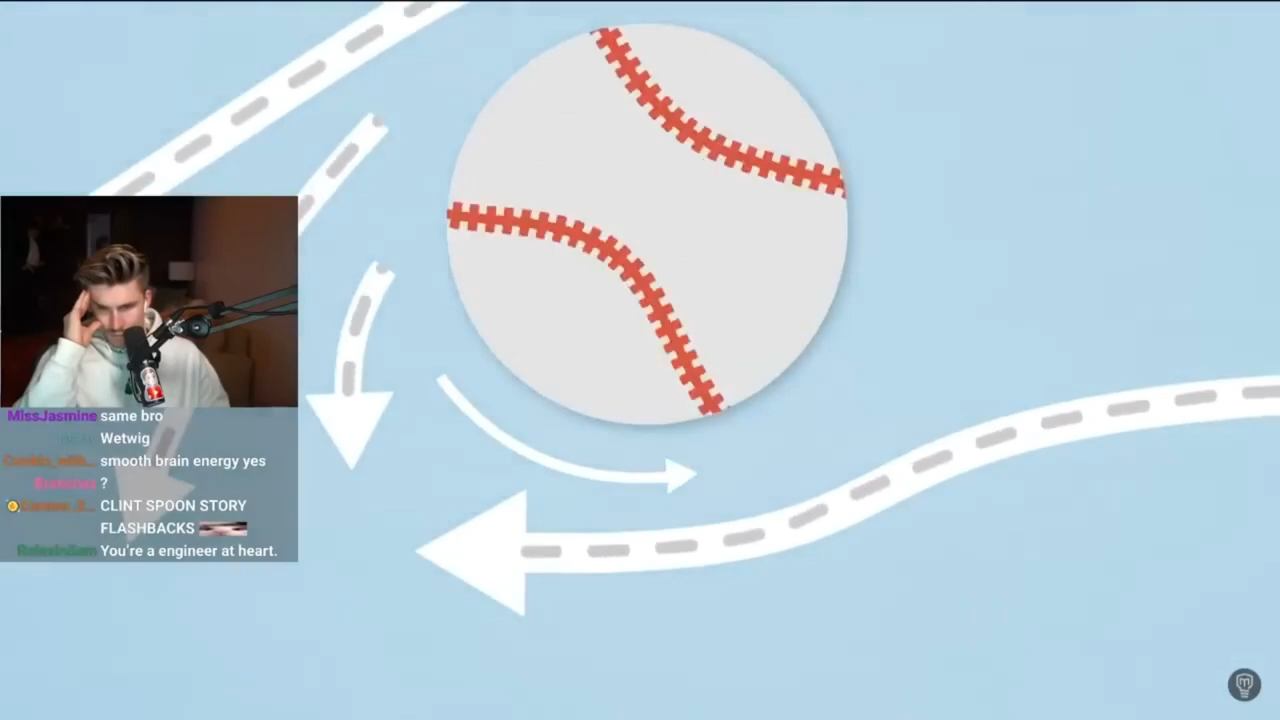 MissJasmine same bro
Wetwig
smooth brain energy yes
?
CLINT SPOON STORY
FLASHBACKS
You're a engineer at heart.